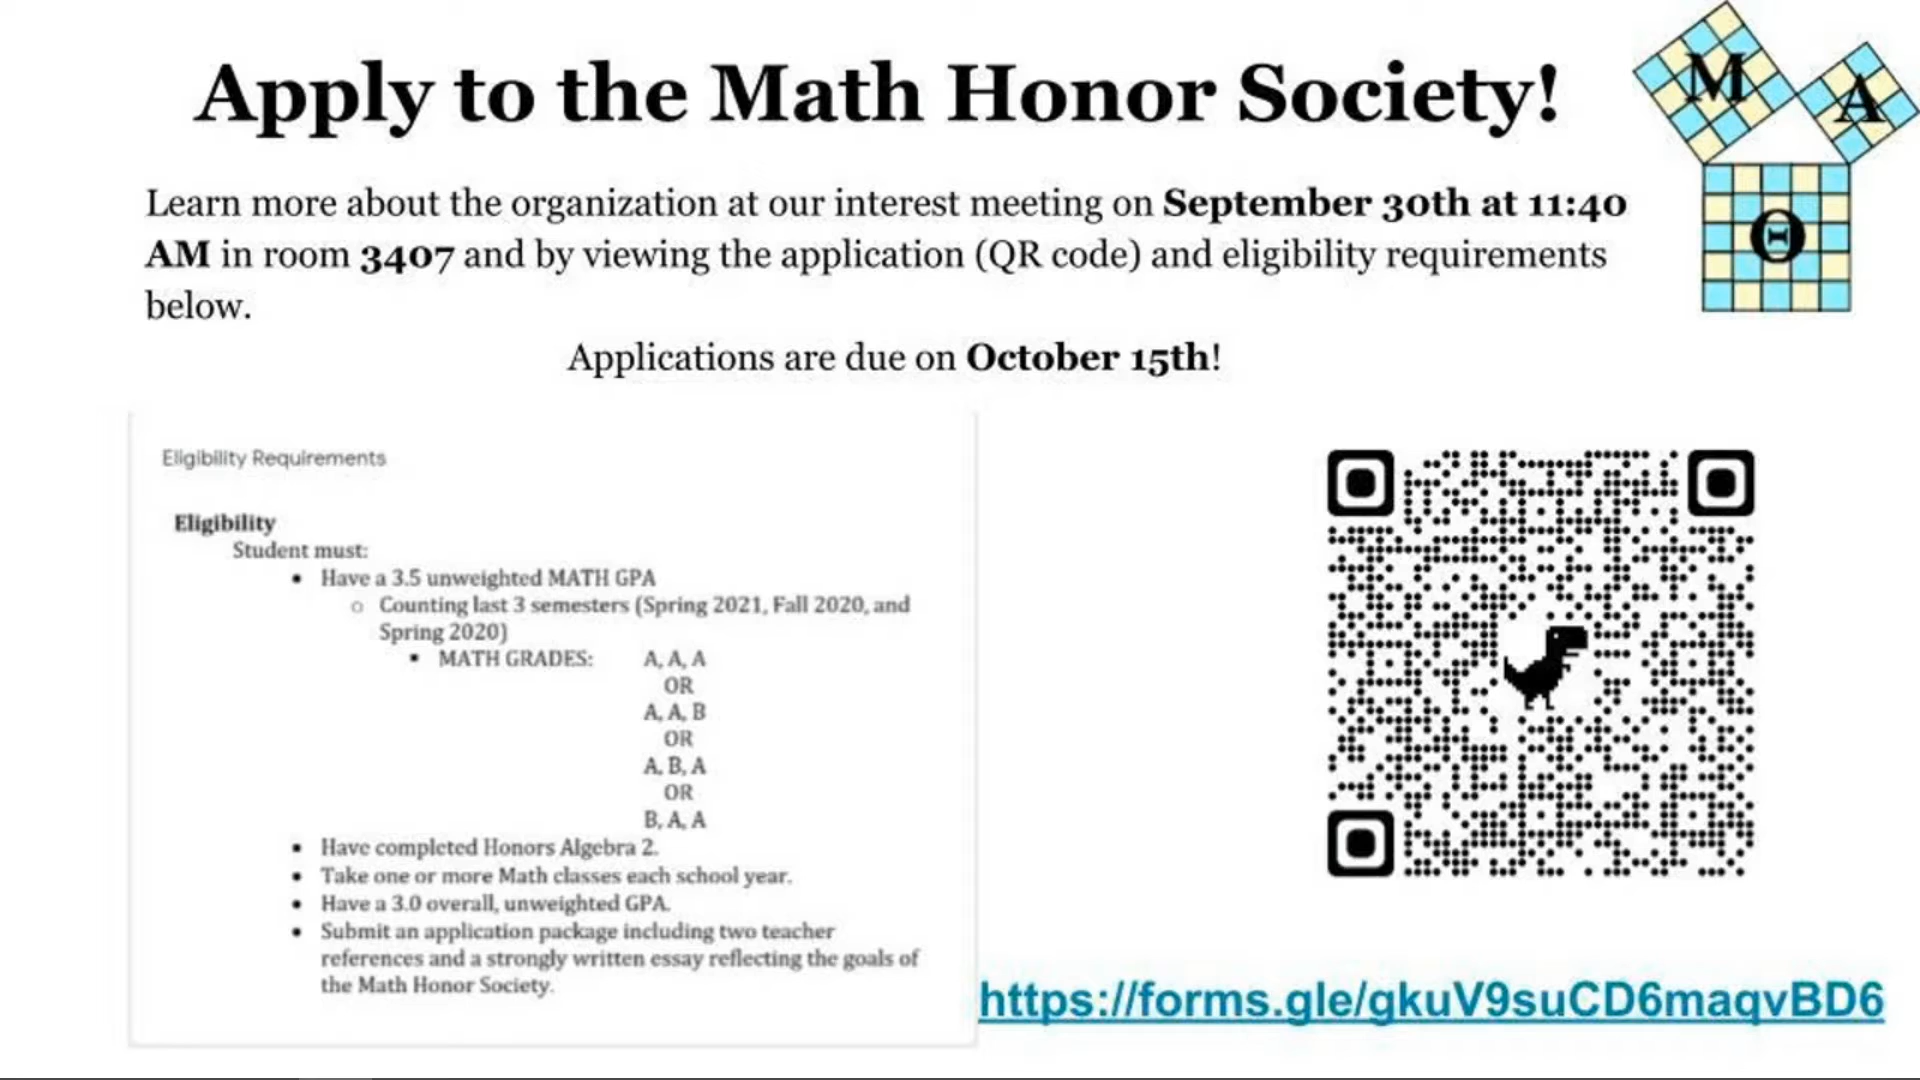 Apply to the Math Honor Society!
M
A
Θ
Learn more about the organization at our interest meeting on September 30th at 11:40
AM in room 3407 and by viewing the application (QR code) and eligibility requirements
below.
Applications are due on October 15th!
Eligibility Requirements
Eligibility
Student must:
• Have a 3.5 unweighted MATH GPA
o Counting last 3 semesters (Spring 2021, Fall 2020, and
Spring 2020)
▪ MATH GRADES: A, A, A
OR
A, A, B
OR
A, B, A
OR
B, A, A
• Have completed Honors Algebra 2.
• Take one or more Math classes each school year.
• Have a 3.0 overall, unweighted GPA.
• Submit an application package including two teacher
references and a strongly written essay reflecting the goals of
the Math Honor Society.
https://forms.gle/gkuV9suCD6maqvBD6